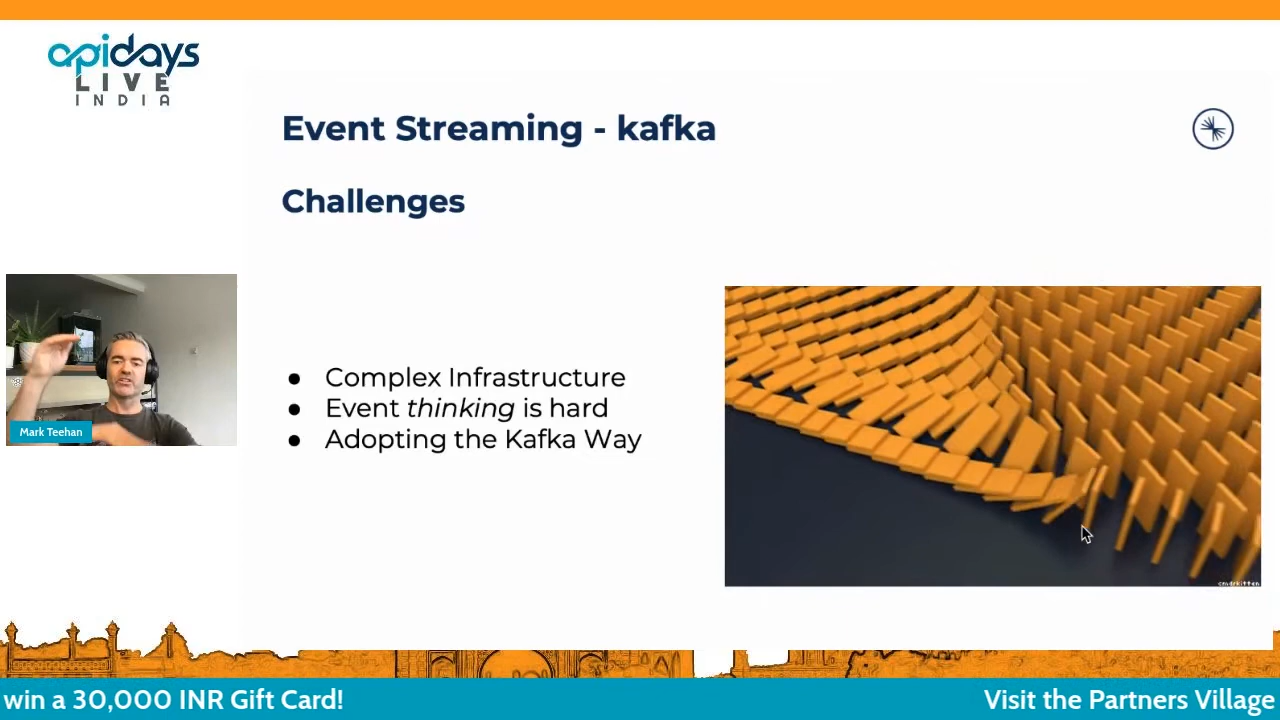 apidays
LIVE
INDIA
Event Streaming - kafka
Challenges
● Complex Infrastructure
● Event thinking is hard
● Adopting the Kafka Way
Mark Teehan
cmdrkitten
win a 30,000 INR Gift Card!
Visit the Partners Village